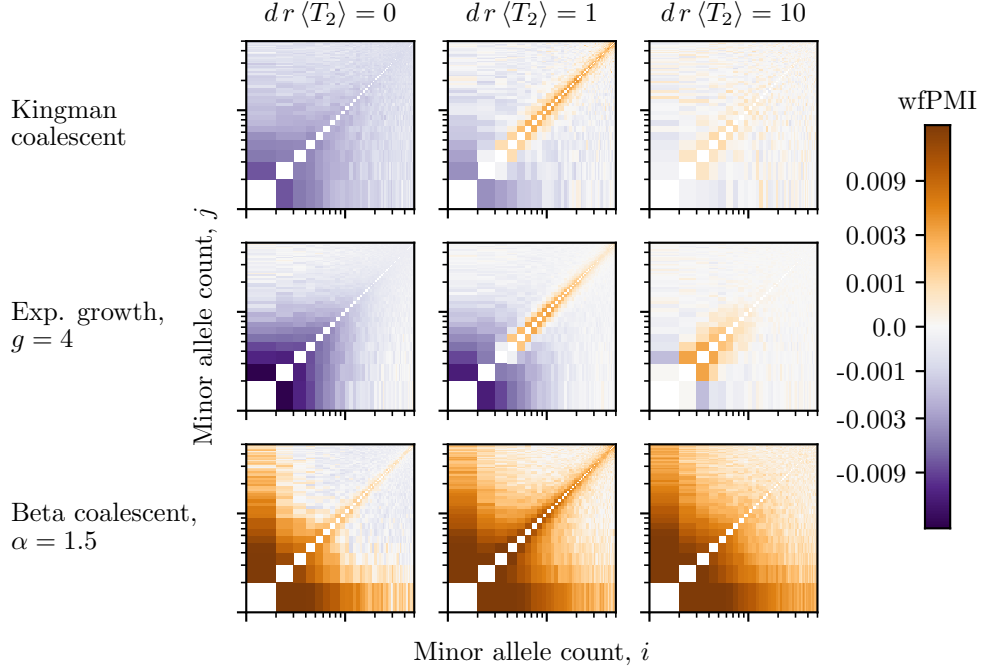 d r ⟨T₂⟩ = 0
d r ⟨T₂⟩ = 1
d r ⟨T₂⟩ = 10
Kingman
coalescent
Exp. growth,
g = 4
Beta coalescent,
α = 1.5
Minor allele count, j
Minor allele count, i
wfPMI
0.009
0.003
0.001
0.0
-0.001
-0.003
-0.009